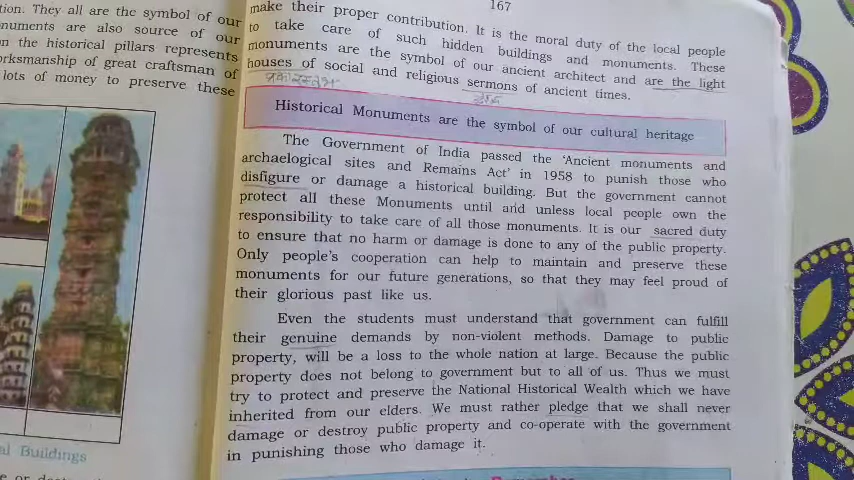 tion. They all are the symbol of our
numents are also source of our
n the historical pillars represents
rksmanship of great craftsman of
lots of money to preserve these
al Buildings
167
make their proper contribution. It is the moral duty of the local people
to take care of such hidden buildings and monuments. These
monuments are the symbol of our ancient architect and are the light
houses of social and religious sermons of ancient times.
Historical Monuments are the symbol of our cultural heritage
The Government of India passed the 'Ancient monuments and
archaelogical sites and Remains Act' in 1958 to punish those who
disfigure or damage a historical building. But the government cannot
protect all these Monuments until and unless local people own the
responsibility to take care of all those monuments. It is our sacred duty
to ensure that no harm or damage is done to any of the public property.
Only people's cooperation can help to maintain and preserve these
monuments for our future generations, so that they may feel proud of
their glorious past like us.
Even the students must understand that government can fulfill
their genuine demands by non-violent methods. Damage to public
property, will be a loss to the whole nation at large. Because the public
property does not belong to government but to all of us. Thus we must
try to protect and preserve the National Historical Wealth which we have
inherited from our elders. We must rather pledge that we shall never
damage or destroy public property and co-operate with the government
in punishing those who damage it.